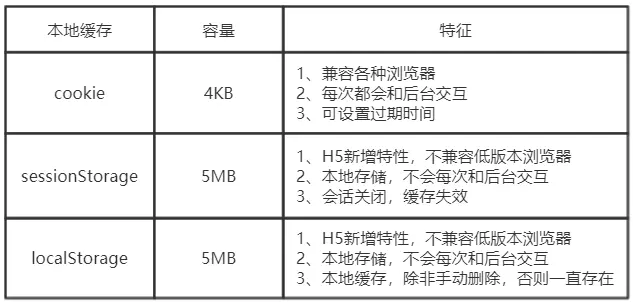 本地缓存 容量 特征
cookie 4KB 1、兼容各种浏览器
2、每次都会和后台交互
3、可设置过期时间
sessionStorage 5MB 1、H5新增特性，不兼容低版本浏览器
2、本地存储，不会每次和后台交互
3、会话关闭，缓存失效
localStorage 5MB 1、H5新增特性，不兼容低版本浏览器
2、本地存储，不会每次和后台交互
3、本地缓存，除非手动删除，否则一直存在